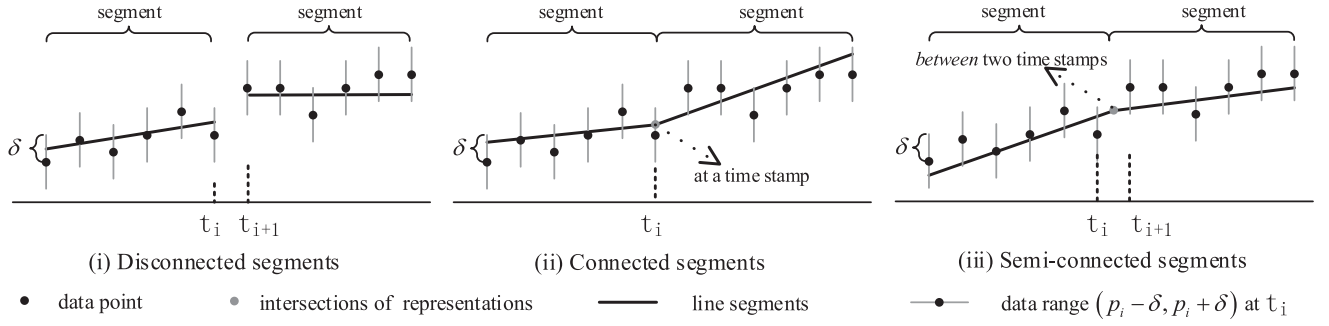 segment segment
δ
t_i t_{i+1}
(i) Disconnected segments
segment segment
δ
at a time stamp
t_i
(ii) Connected segments
segment segment
between two time stamps
δ
t_i t_{i+1}
(iii) Semi-connected segments
data point
intersections of representations
line segments
data range (p_i − δ, p_i + δ) at t_i